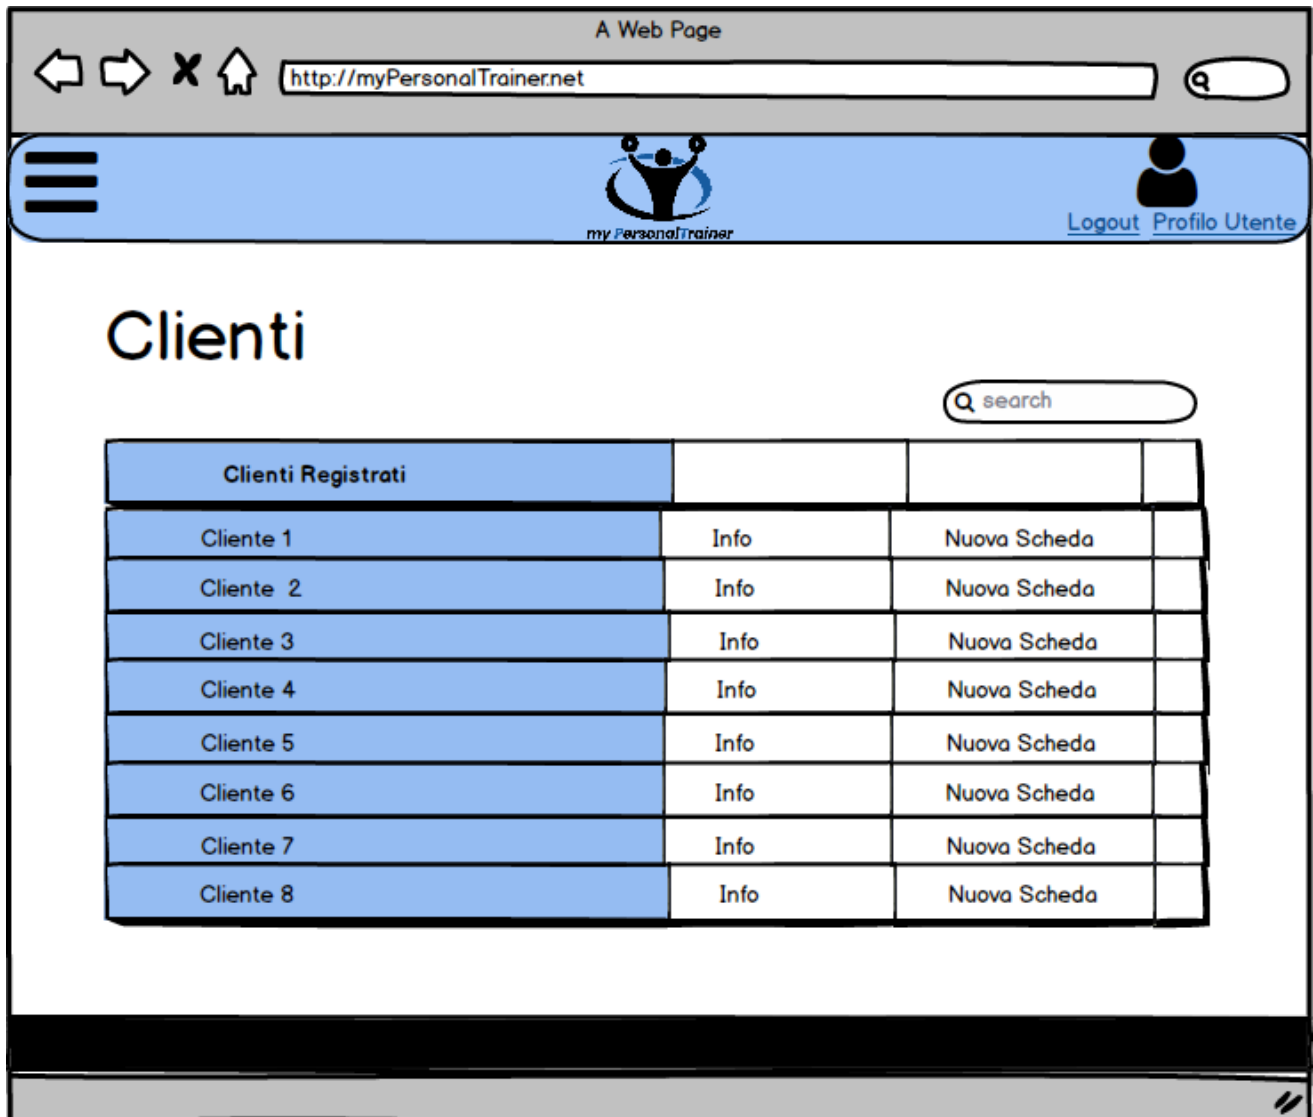 A Web Page
http://myPersonalTrainer.net
my PersonalTrainer
Logout Profilo Utente
Clienti
search
Clienti Registrati
Cliente 1 Info Nuova Scheda
Cliente 2 Info Nuova Scheda
Cliente 3 Info Nuova Scheda
Cliente 4 Info Nuova Scheda
Cliente 5 Info Nuova Scheda
Cliente 6 Info Nuova Scheda
Cliente 7 Info Nuova Scheda
Cliente 8 Info Nuova Scheda